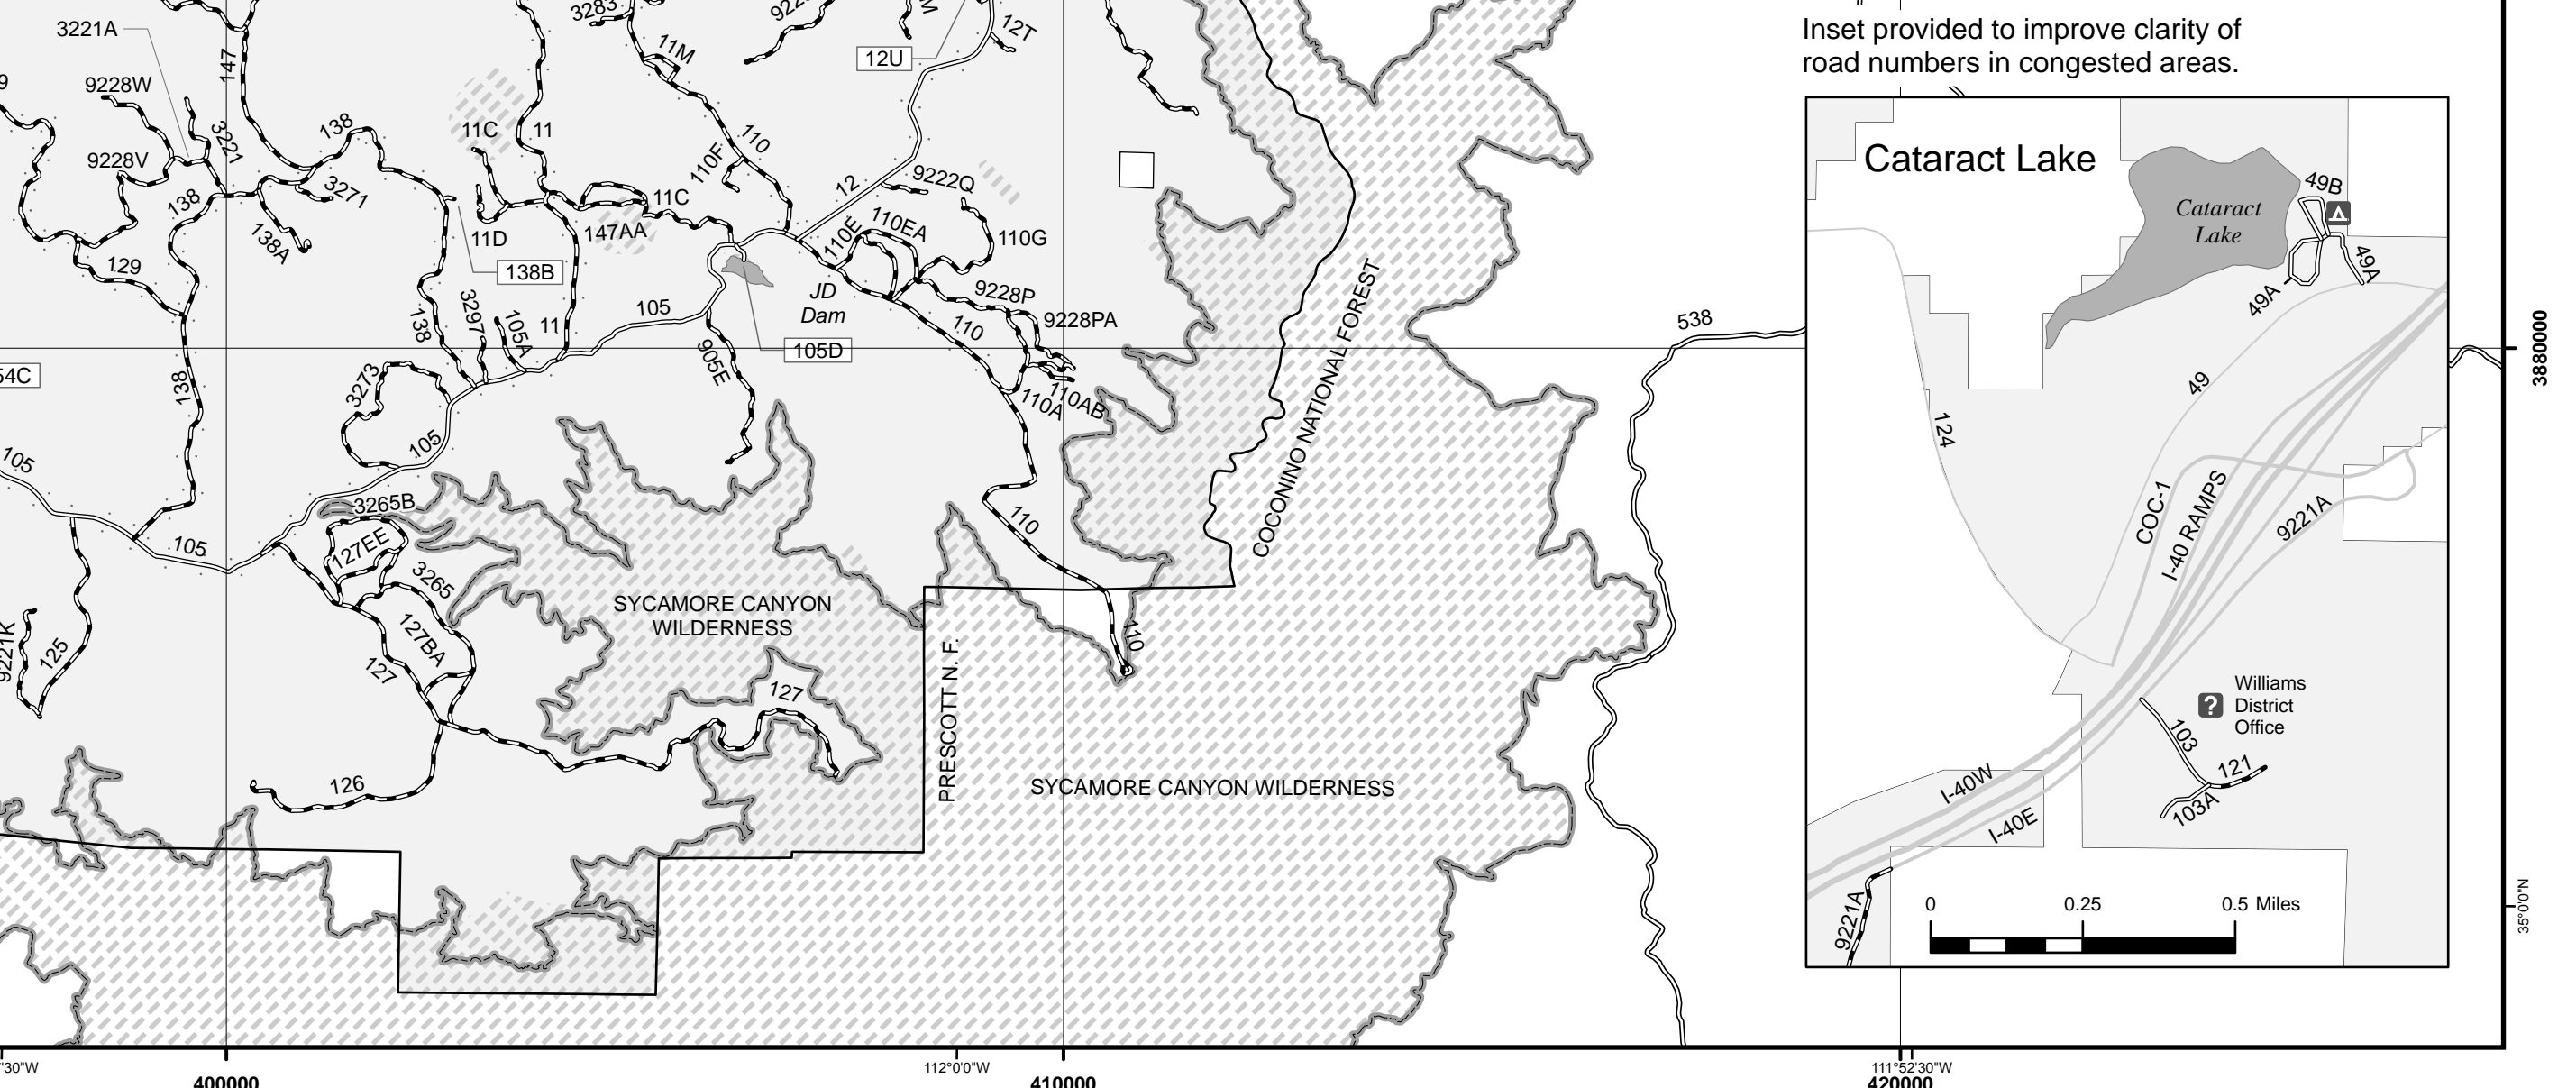 3221A
147
9228W
3221
138
9228V
138
3271
138A
129
138
54C
105
105
9221K
125
3283
11M
11C
11
110
110F
11D
138B
147AA
11C
3297
105A
138
11
105
3273
105
905E
105D
JD
Dam
12U
12T
12
9222Q
110E
110EA
110G
9228P
9228PA
110
110AB
110A
110
110
3265B
127EE
3265
127BA
127
127
126
SYCAMORE CANYON
WILDERNESS
PRESCOTT N. F.
SYCAMORE CANYON WILDERNESS
COCONINO NATIONAL FOREST
538
Inset provided to improve clarity of
road numbers in congested areas.
Cataract Lake
Cataract
Lake
49B
49A
49A
49
124
COC-1
I-40 RAMPS
9221A
Williams
District
Office
103
121
103A
I-40W
I-40E
9221A
0 0.25 0.5 Miles
3880000
35°0'0"N
'30"W
112°0'0"W
111°52'30"W
400000
410000
420000